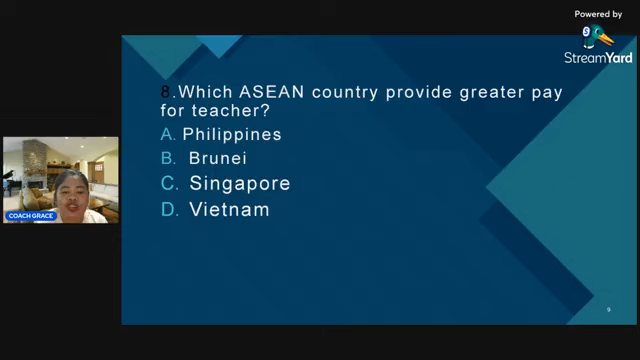 Powered by
StreamYard
8.Which ASEAN country provide greater pay
for teacher?
A. Philippines
B. Brunei
C. Singapore
D. Vietnam
COACH GRACE
9